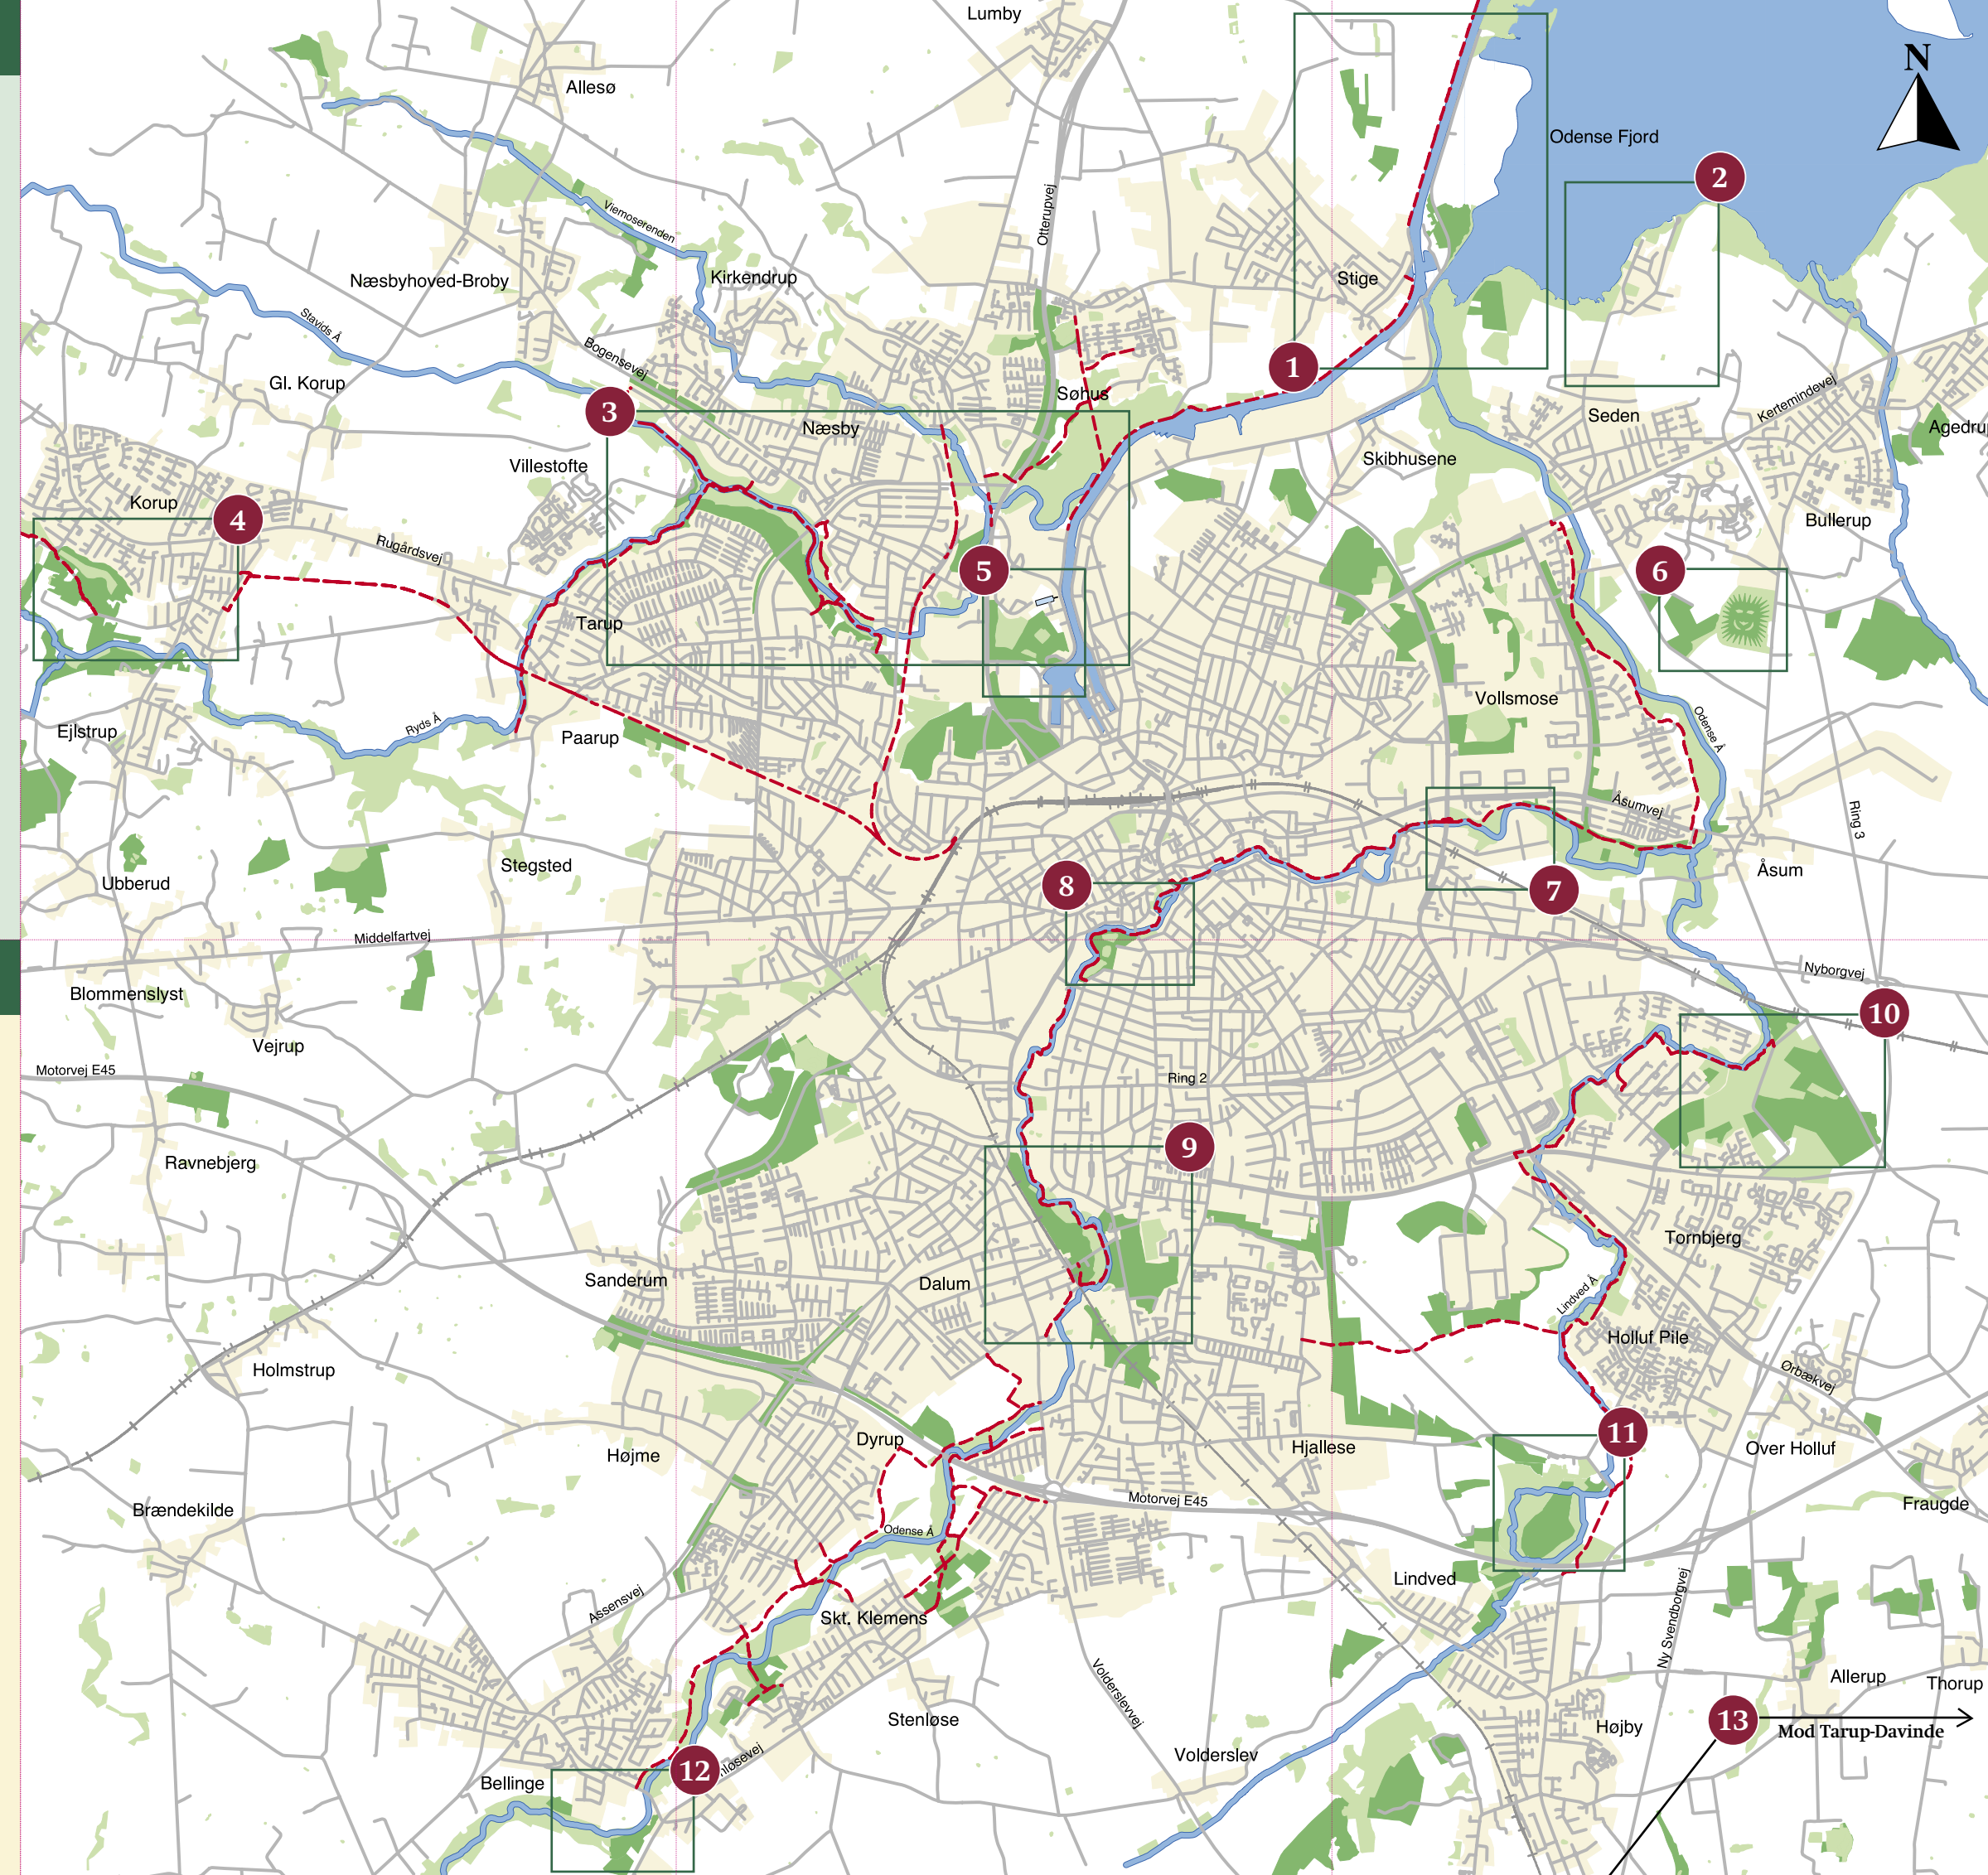 Lumby
N
Allesø
Odense Fjord
2
Viemoserenden
Otterupvej
Næsbyhoved-Broby
Kirkendrup
Stige
Stavids Å
Bogensevej
1
Gl. Korup
Søhus
Kertemindevej
3
Næsby
Seden
Agedru
Villestofte
Skibhusene
Korup
4
Bullerup
Rugårdsvej
5
6
Tarup
Vollsmose
Ejlstrup
Ryds Å
Paarup
Odense Å
Åsumvej
Ring 3
Stegsted
Åsum
Ubberud
8
7
Middelfartvej
Nyborgvej
Blommenslyst
10
Vejrup
Motorvej E45
Ring 2
9
Ravnebjerg
Tornbjerg
Sanderum
Dalum
Lindved Å
Holluf Pile
Holmstrup
Ørbækvej
11
Dyrup
Højme
Hjallese
Over Holluf
Motorvej E45
Fraugde
Brændekilde
Odense Å
Lindved
Assensvej
Skt. Klemens
Ny Svendborgvej
Allerup
Thorup
Volderslevvej
Stenløse
13
Højby
Mod Tarup-Davinde
Volderslev
12
nløsevej
Bellinge